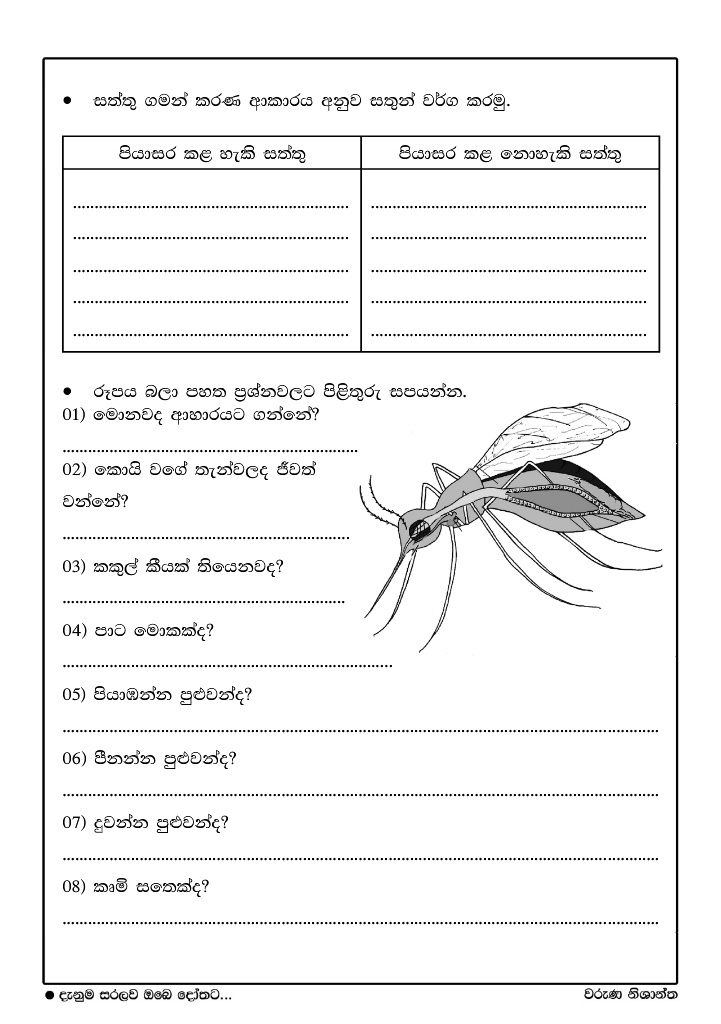 ● සත්තු ගමන් කරණ ආකාරය අනුව සතුන් වර්ග කරමු.
පියාසර කළ හැකි සත්තු
පියාසර කළ නොහැකි සත්තු
● රූපය බලා පහත ප්‍රශ්නවලට පිළිතුරු සපයන්න.
01) මොනවද ආහාරයට ගන්නේ?
02) කොයි වගේ තැන්වලද ජීවත්
වන්නේ?
03) කකුල් කීයක් තියෙනවද?
04) පාට මොකක්ද?
05) පියාඹන්න පුළුවන්ද?
06) පීනන්න පුළුවන්ද?
07) දුවන්න පුළුවන්ද?
08) කෘමි සතෙක්ද?
● දැනුම සරලව ඔබෙ දෝතට...
වරුණ නිශාන්ත